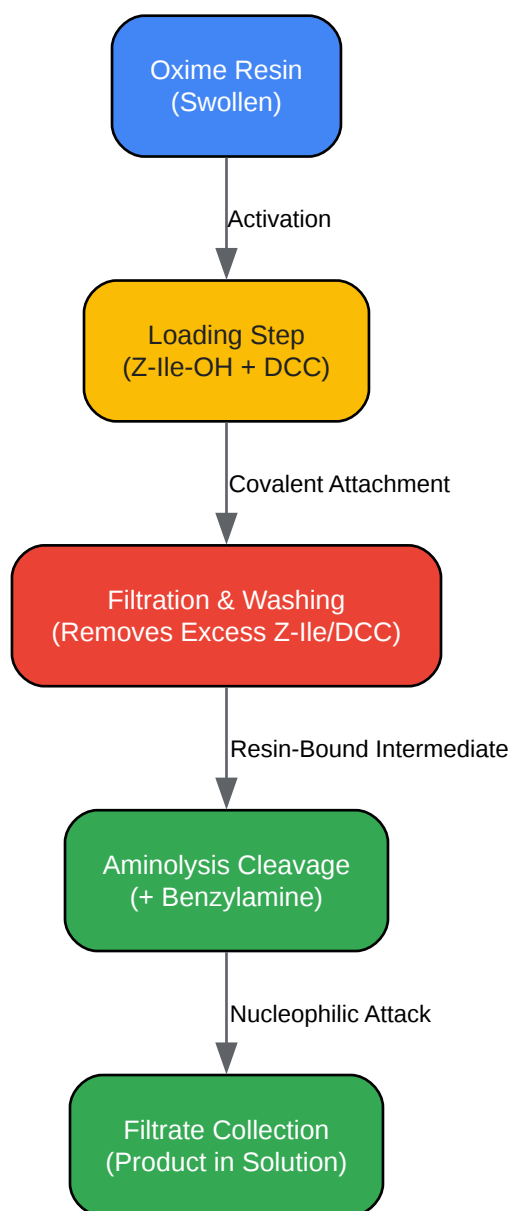 Oxime Resin
(Swollen)
Activation
Loading Step
(Z-Ile-OH + DCC)
Covalent Attachment
Filtration & Washing
(Removes Excess Z-Ile/DCC)
Resin-Bound Intermediate
Aminolysis Cleavage
(+ Benzylamine)
Nucleophilic Attack
Filtrate Collection
(Product in Solution)